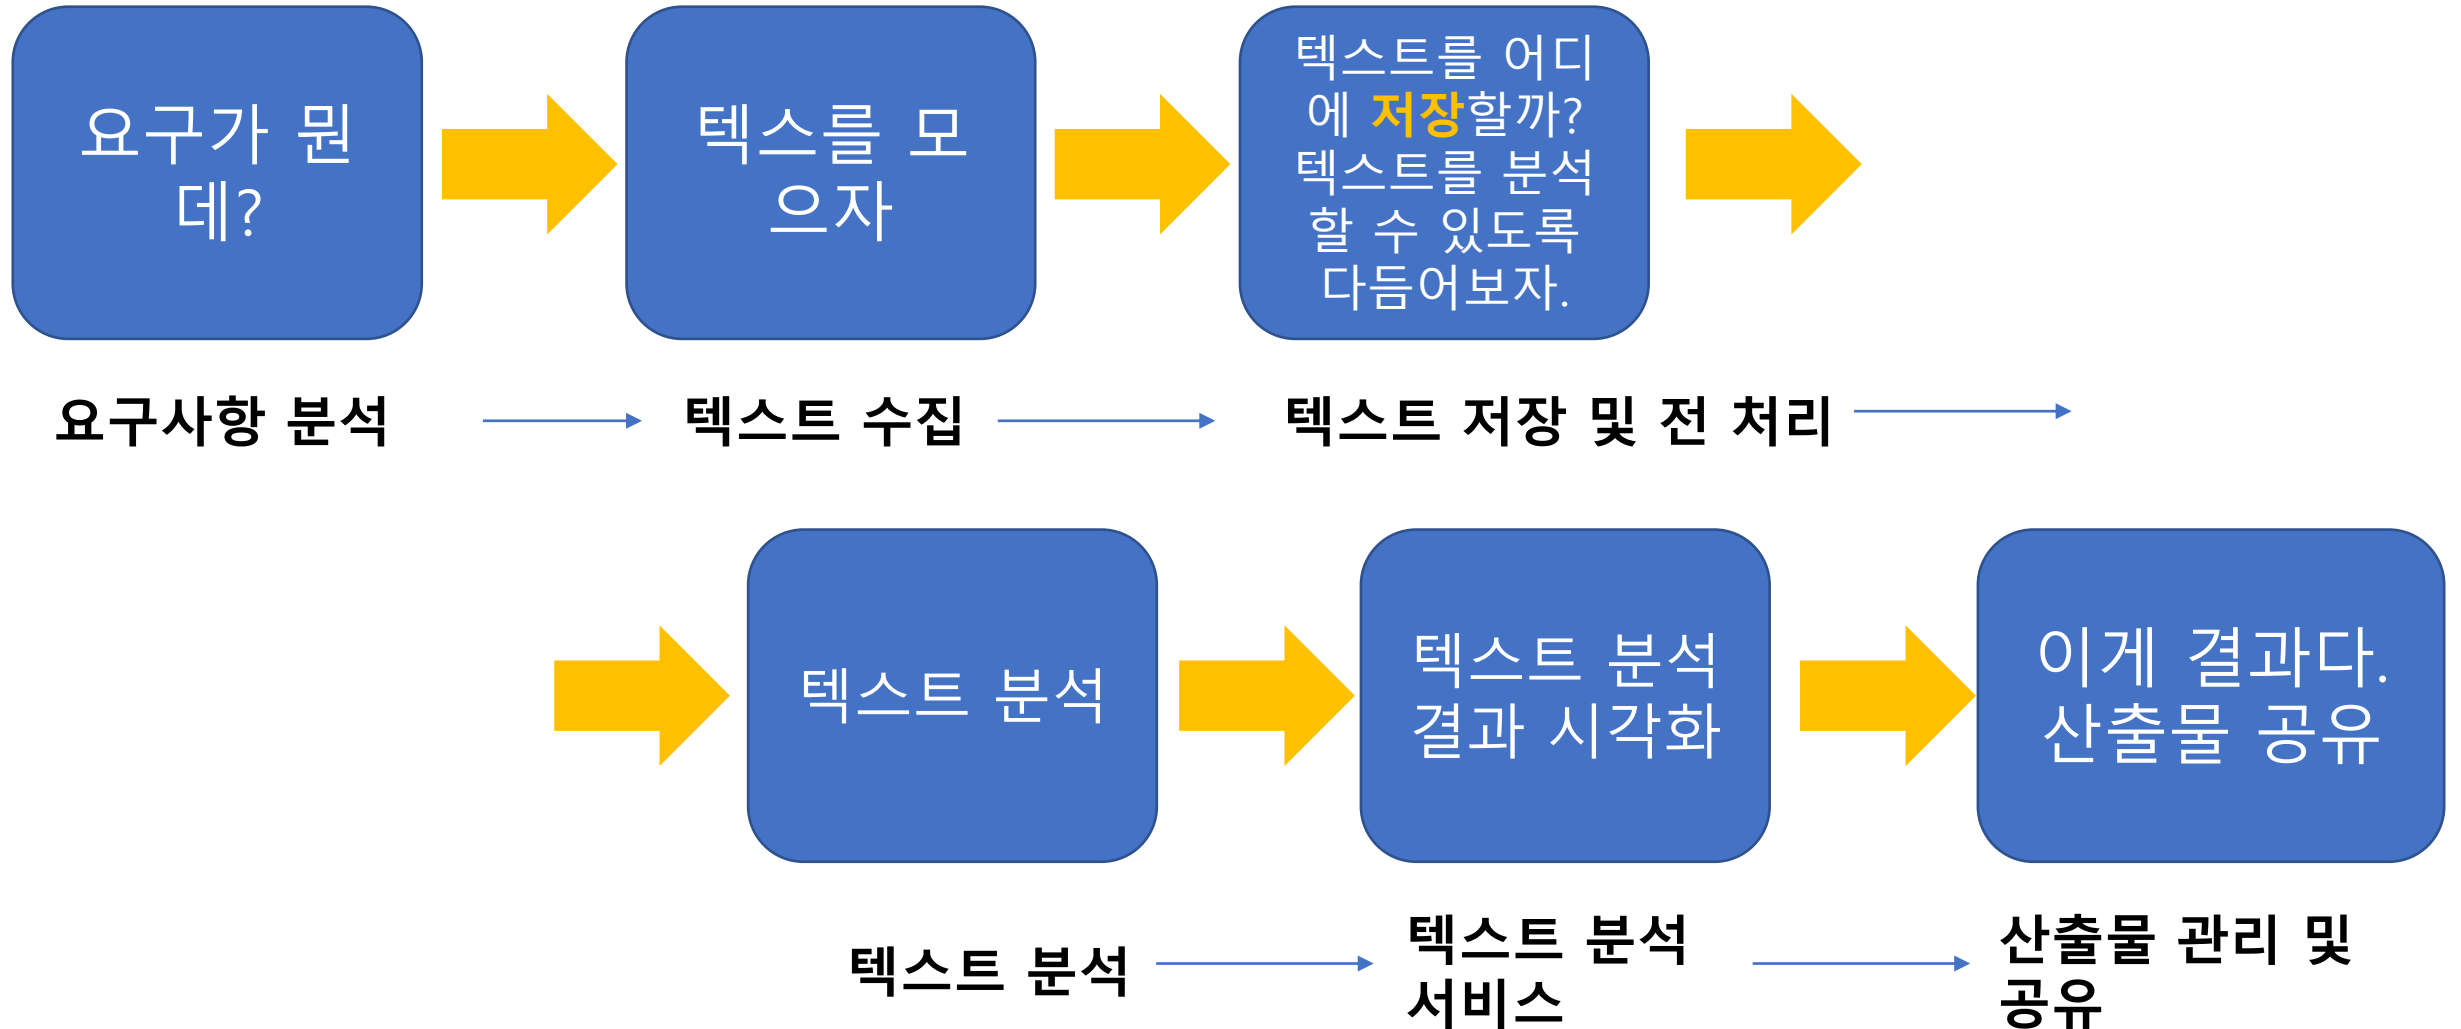 요구가 뭔
데?
텍스를 모
으자
텍스트를 어디
에 저장할까?
텍스트를 분석
할 수 있도록
다듬어보자.
요구사항 분석
텍스트 수집
텍스트 저장 및 전 처리
텍스트 분석
텍스트 분석
결과 시각화
이게 결과다.
산출물 공유
텍스트 분석
텍스트 분석
서비스
산출물 관리 및
공유